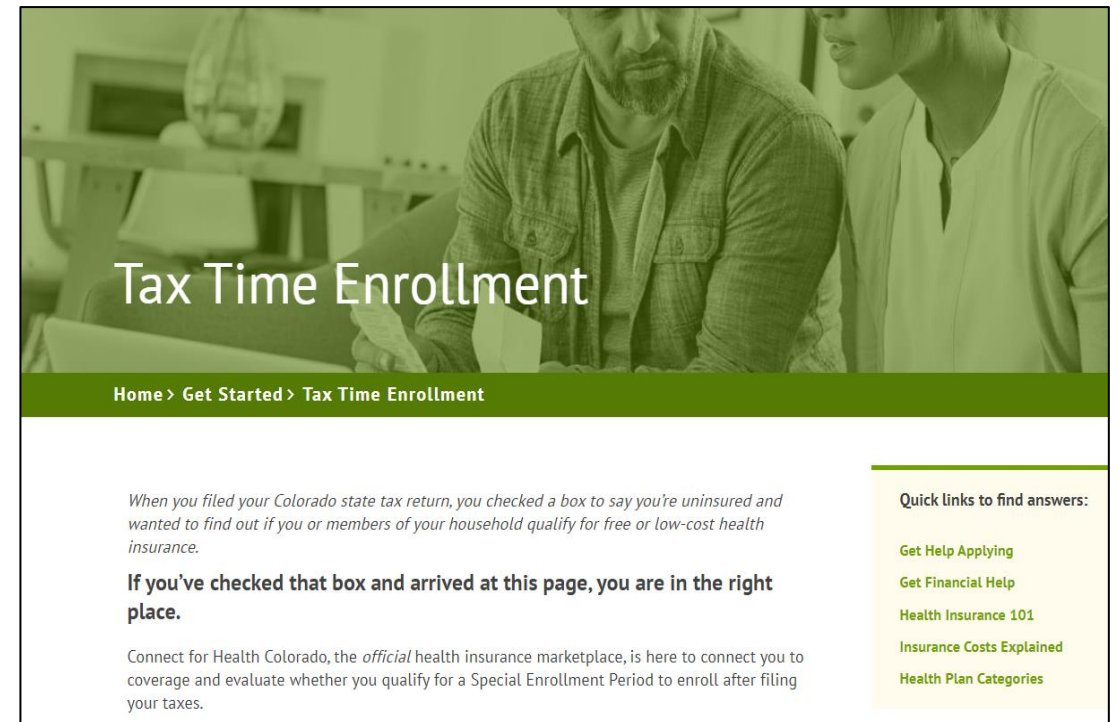 Tax Time Enrollment
Home > Get Started > Tax Time Enrollment
When you filed your Colorado state tax return, you checked a box to say you're uninsured and
wanted to find out if you or members of your household qualify for free or low-cost health
insurance.
If you've checked that box and arrived at this page, you are in the right
place.
Connect for Health Colorado, the official health insurance marketplace, is here to connect you to
coverage and evaluate whether you qualify for a Special Enrollment Period to enroll after filing
your taxes.
Quick links to find answers:
Get Help Applying
Get Financial Help
Health Insurance 101
Insurance Costs Explained
Health Plan Categories